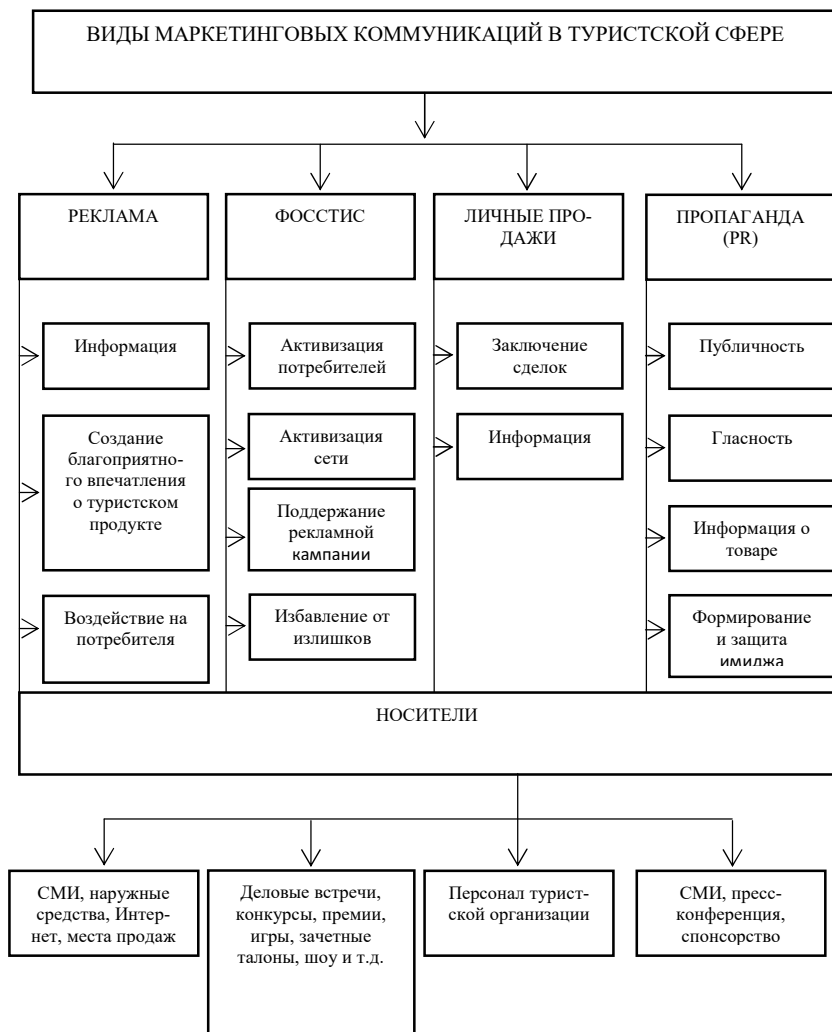 ВИДЫ МАРКЕТИНГОВЫХ КОММУНИКАЦИЙ В ТУРИСТСКОЙ СФЕРЕ
РЕКЛАМА
ФОССТИС
ЛИЧНЫЕ ПРО-
ДАЖИ
ПРОПАГАНДА
(PR)
Информация
Создание
благоприятно-
го впечатления
о туристском
продукте
Воздействие на
потребителя
Активизация
потребителей
Активизация
сети
Поддержание
рекламной
кампании
Избавление от
излишков
Заключение
сделок
Информация
Публичность
Гласность
Информация о
товаре
Формирование
и защита
имиджа
НОСИТЕЛИ
СМИ, наружные
средства, Интер-
нет, места продаж
Деловые встречи,
конкурсы, премии,
игры, зачетные
талоны, шоу и т.д.
Персонал турист-
ской организации
СМИ, пресс-
конференция,
спонсорство